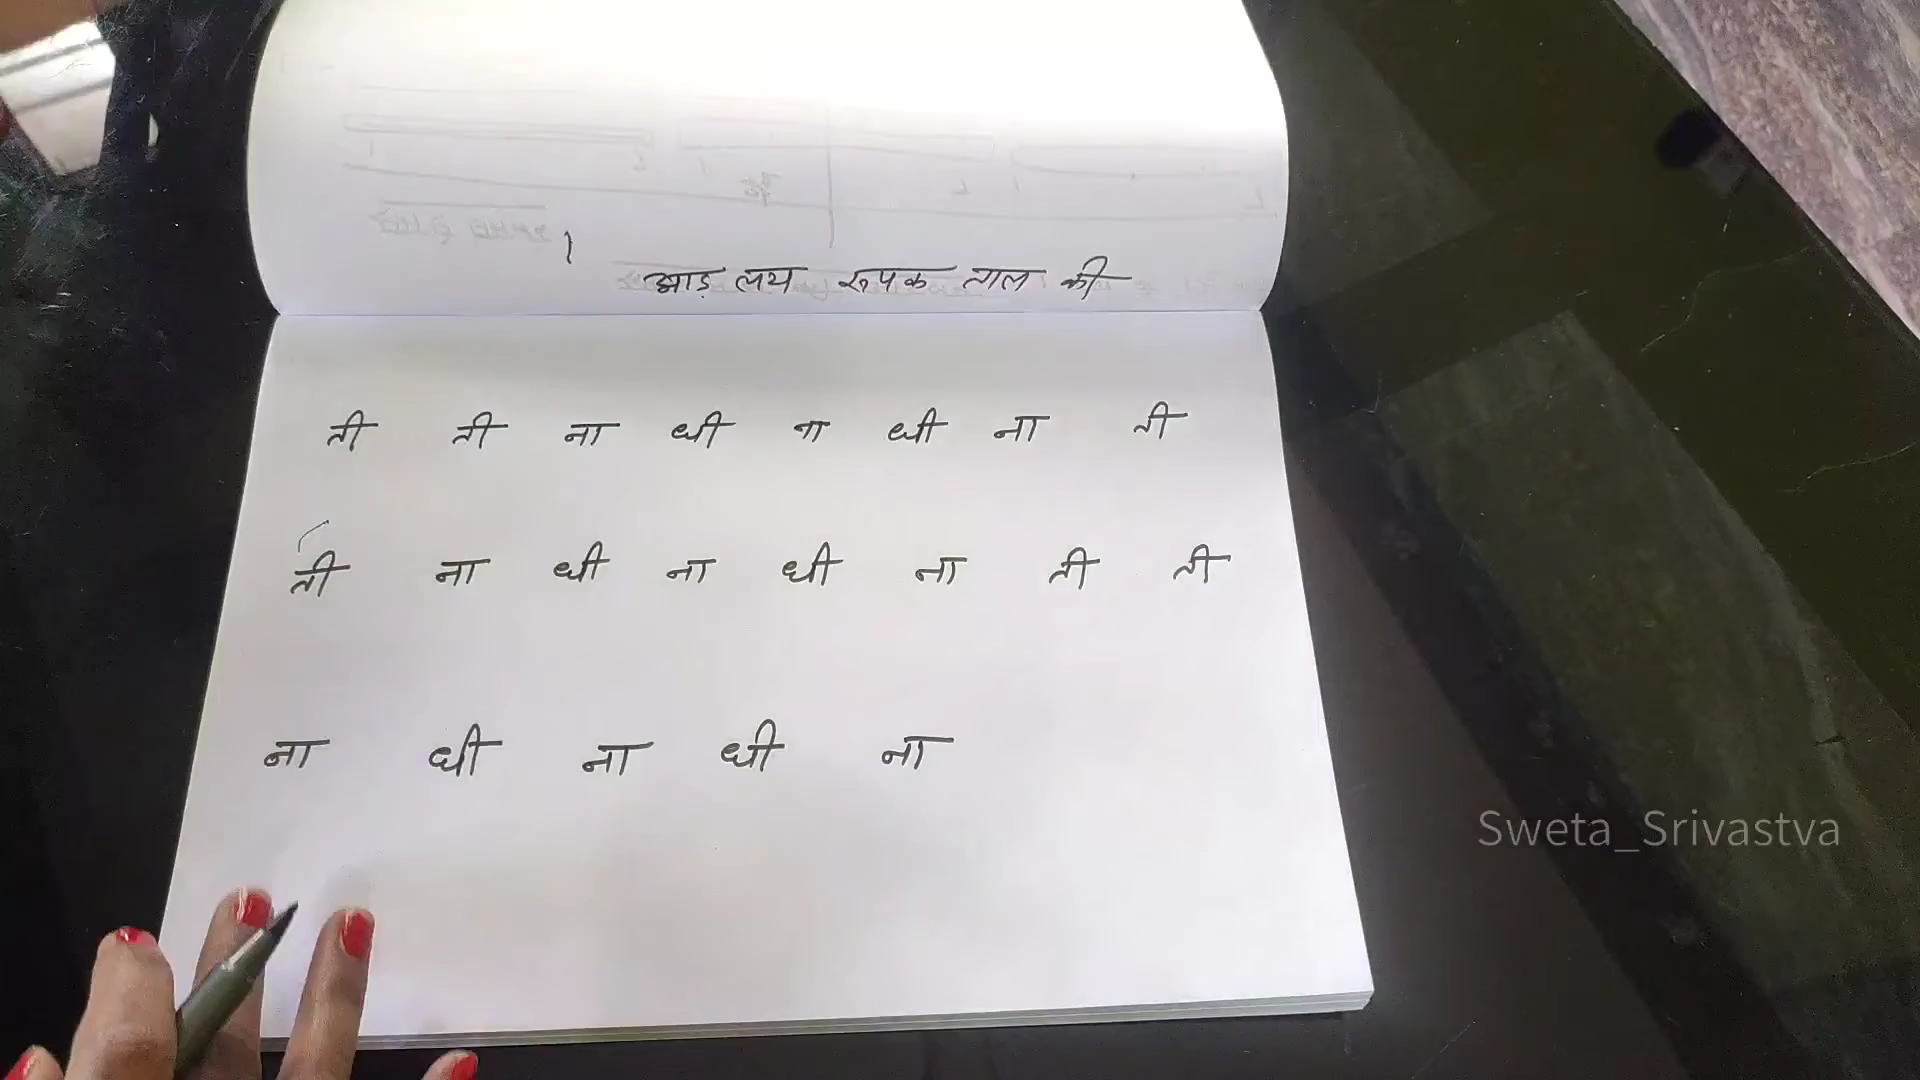 आड़ लय रूपक ताल की
ती ती ना धी ना धी ना ती
ती ना धी ना धी ना ती ती
ना धी ना धी ना
Sweta_Srivastva